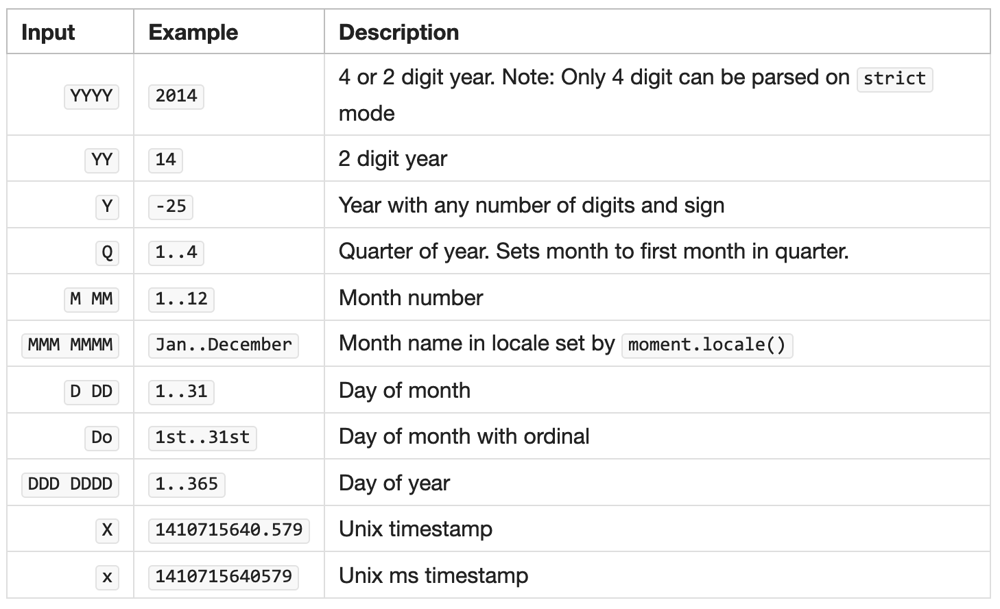 Input Example Description
YYYY 2014 4 or 2 digit year. Note: Only 4 digit can be parsed on strict
mode
YY 14 2 digit year
Y -25 Year with any number of digits and sign
Q 1..4 Quarter of year. Sets month to first month in quarter.
M MM 1..12 Month number
MMM MMMM Jan..December Month name in locale set by moment.locale()
D DD 1..31 Day of month
Do 1st..31st Day of month with ordinal
DDD DDDD 1..365 Day of year
X 1410715640.579 Unix timestamp
x 1410715640579 Unix ms timestamp